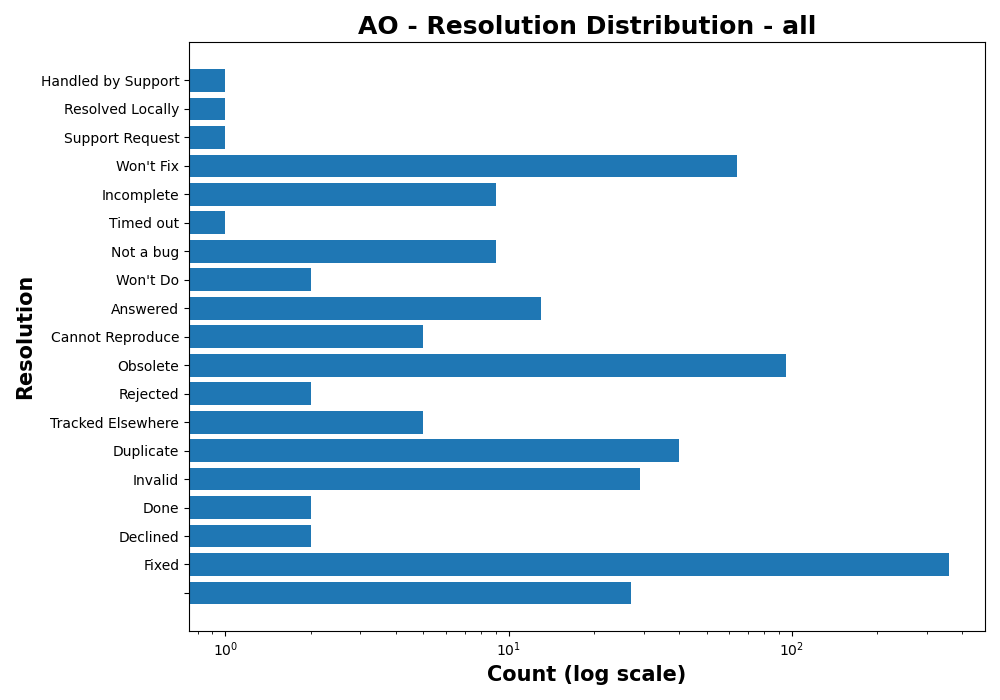 AO - Resolution Distribution - all
Handled by Support
Resolved Locally
Support Request
Won't Fix
Incomplete
Timed out
Not a bug
Won't Do
Answered
Cannot Reproduce
Obsolete
Rejected
Tracked Elsewhere
Duplicate
Invalid
Done
Declined
Fixed
Resolution
10⁰ 10¹ 10²
Count (log scale)